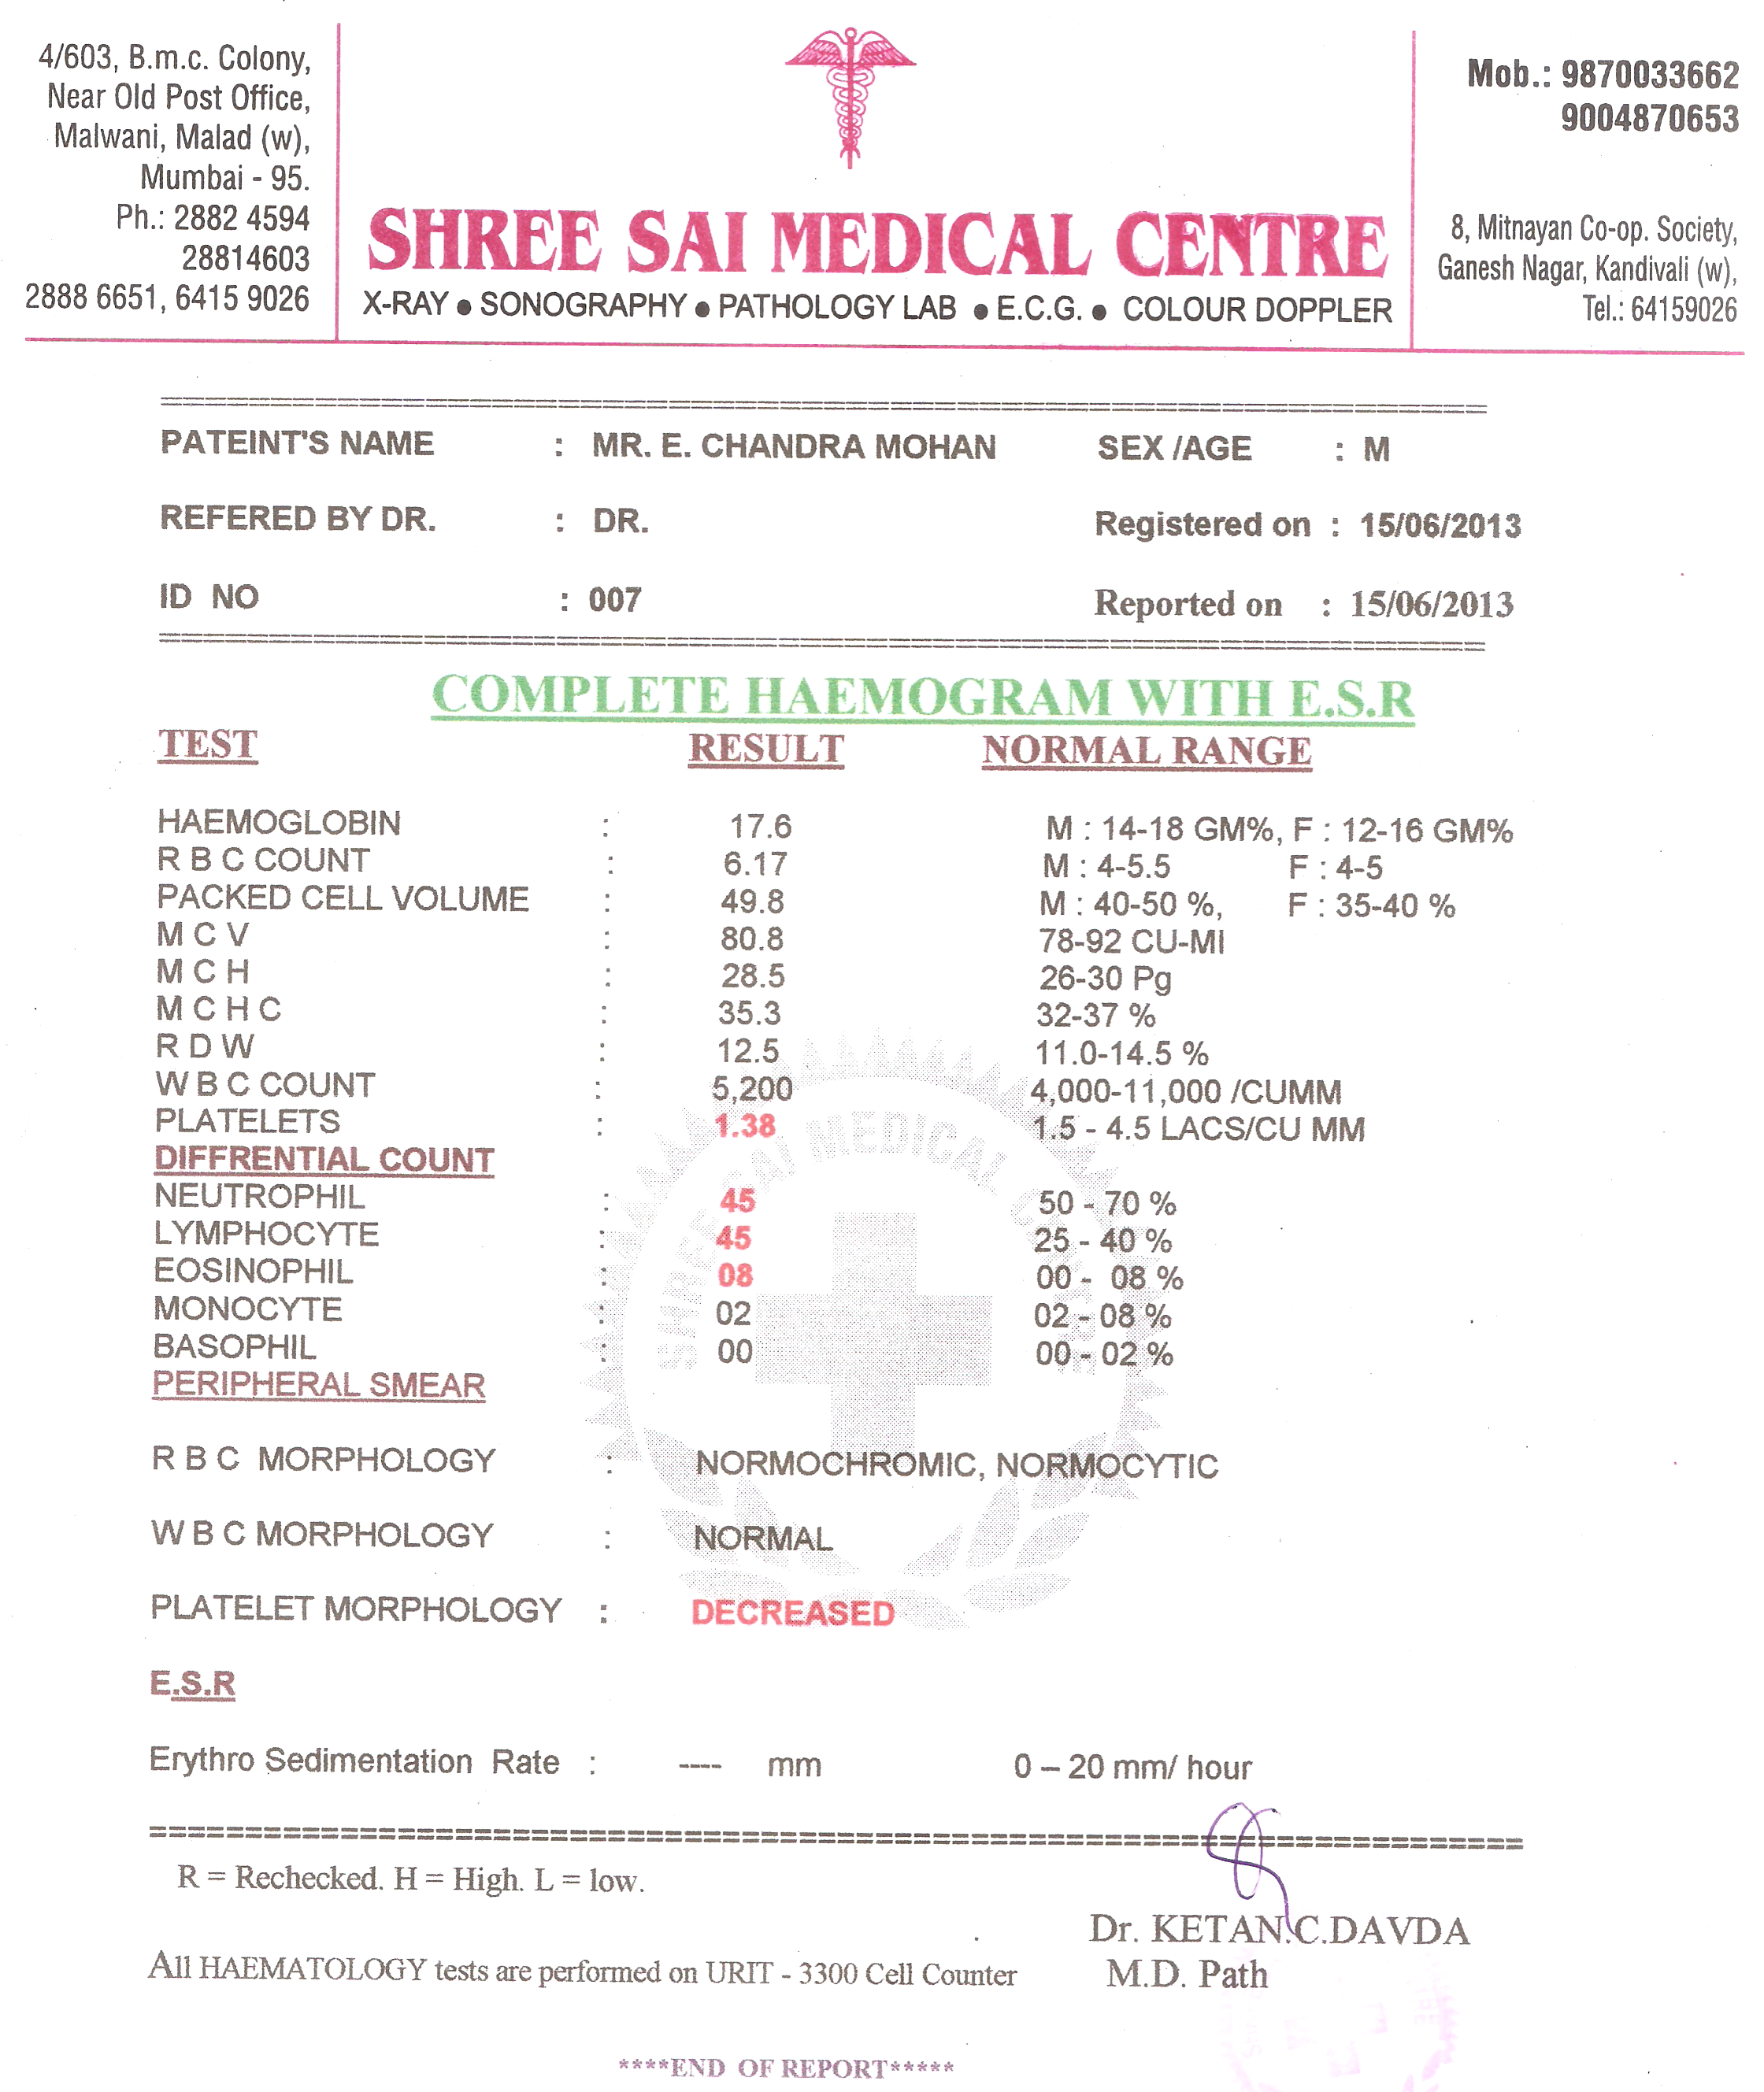 4/603, B.m.c. Colony,
Near Old Post Office,
Malwani, Malad (w),
Mumbai - 95.
Ph.: 2882 4594
28814603
2888 6651, 6415 9026
SHREE SAI MEDICAL CENTRE
X-RAY ● SONOGRAPHY ● PATHOLOGY LAB ● E.C.G. ● COLOUR DOPPLER
Mob.: 9870033662
9004870653
8, Mitnayan Co-op. Society,
Ganesh Nagar, Kandivali (w),
Tel.: 64159026
PATEINT'S NAME : MR. E. CHANDRA MOHAN SEX /AGE : M
REFERED BY DR. : DR. Registered on : 15/06/2013
ID NO : 007 Reported on : 15/06/2013
COMPLETE HAEMOGRAM WITH E.S.R
TEST RESULT NORMAL RANGE
HAEMOGLOBIN : 17.6 M : 14-18 GM%, F : 12-16 GM%
R B C COUNT : 6.17 M : 4-5.5 F : 4-5
PACKED CELL VOLUME : 49.8 M : 40-50 %, F : 35-40 %
M C V : 80.8 78-92 CU-MI
M C H : 28.5 26-30 Pg
M C H C : 35.3 32-37 %
R D W : 12.5 11.0-14.5 %
W B C COUNT : 5,200 4,000-11,000 /CUMM
PLATELETS : 1.38 1.5 - 4.5 LACS/CU MM
DIFFRENTIAL COUNT
NEUTROPHIL : 45 50 - 70 %
LYMPHOCYTE : 45 25 - 40 %
EOSINOPHIL : 08 00 - 08 %
MONOCYTE : 02 02 - 08 %
BASOPHIL : 00 00 - 02 %
PERIPHERAL SMEAR
R B C MORPHOLOGY : NORMOCHROMIC, NORMOCYTIC
W B C MORPHOLOGY : NORMAL
PLATELET MORPHOLOGY : DECREASED
SHREE SAI MEDICAL CENTRE
E.S.R
Erythro Sedimentation Rate : ---- mm 0 – 20 mm/ hour
R = Rechecked. H = High. L = low.
Dr. KETAN.C.DAVDA
All HAEMATOLOGY tests are performed on URIT - 3300 Cell Counter M.D. Path
****END OF REPORT*****